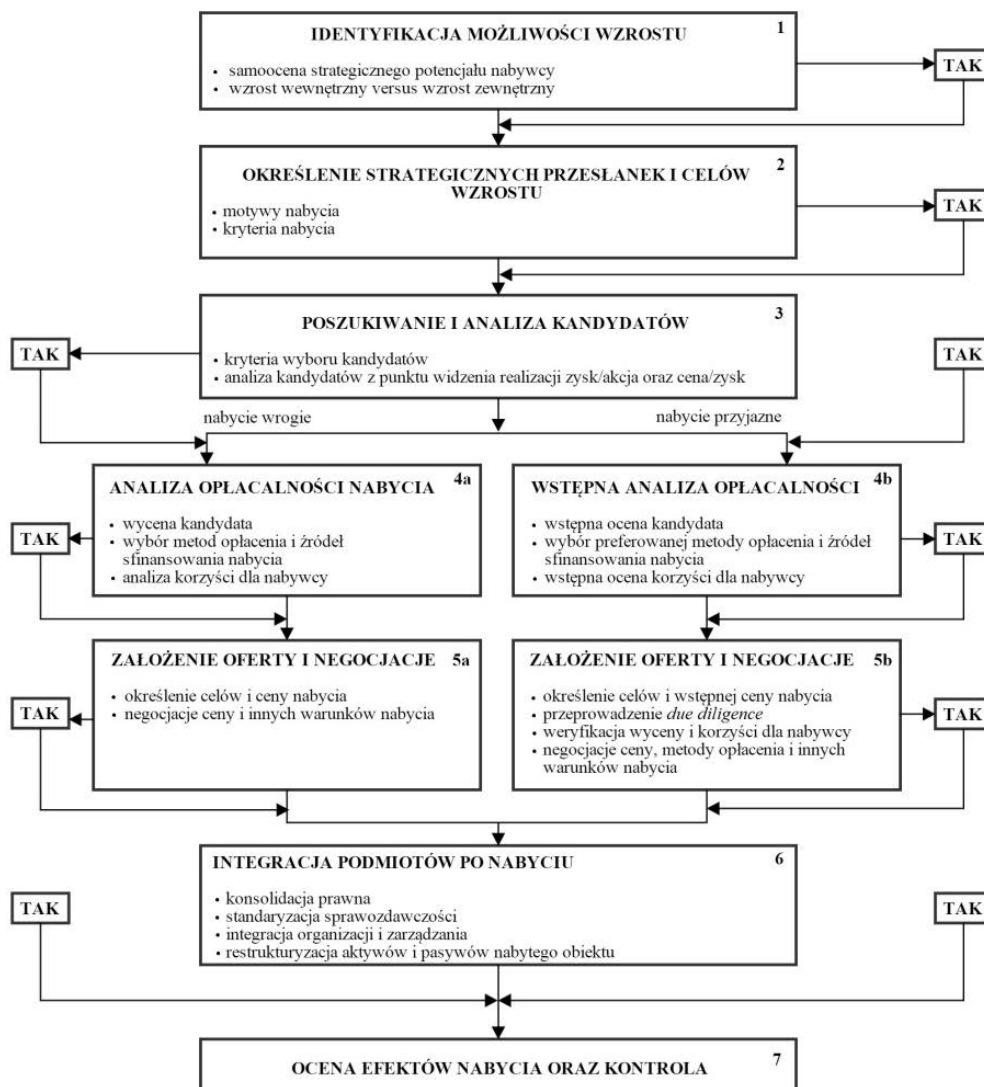 1
IDENTYFIKACJA MOŻLIWOŚCI WZROSTU
• samoocena strategicznego potencjału nabywcy
• wzrost wewnętrzny versus wzrost zewnętrzny
TAK
2
OKREŚLENIE STRATEGICZNYCH PRZESŁANEK I CELÓW
WZROSTU
• motywy nabycia
• kryteria nabycia
TAK
3
POSZUKIWANIE I ANALIZA KANDYDATÓW
• kryteria wyboru kandydatów
• analiza kandydatów z punktu widzenia realizacji zysk/akcja oraz cena/zysk
TAK
TAK
nabycie wrogie
nabycie przyjazne
ANALIZA OPŁACALNOŚCI NABYCIA 4a
• wycena kandydata
• wybór metod opłacenia i źródeł
sfinansowania nabycia
• analiza korzyści dla nabywcy
TAK
WSTĘPNA ANALIZA OPŁACALNOŚCI 4b
• wstępna ocena kandydata
• wybór preferowanej metody opłacenia i źródeł
sfinansowania nabycia
• wstępna ocena korzyści dla nabywcy
TAK
ZAŁOŻENIE OFERTY I NEGOCJACJE 5a
• określenie celów i ceny nabycia
• negocjacje ceny i innych warunków nabycia
TAK
ZAŁOŻENIE OFERTY I NEGOCJACJE 5b
• określenie celów i wstępnej ceny nabycia
• przeprowadzenie due diligence
• weryfikacja wyceny i korzyści dla nabywcy
• negocjacje ceny, metody opłacenia i innych
warunków nabycia
TAK
INTEGRACJA PODMIOTÓW PO NABYCIU 6
• konsolidacja prawna
• standaryzacja sprawozdawczości
• integracja organizacji i zarządzania
• restrukturyzacja aktywów i pasywów nabytego obiektu
TAK
TAK
OCENA EFEKTÓW NABYCIA ORAZ KONTROLA 7